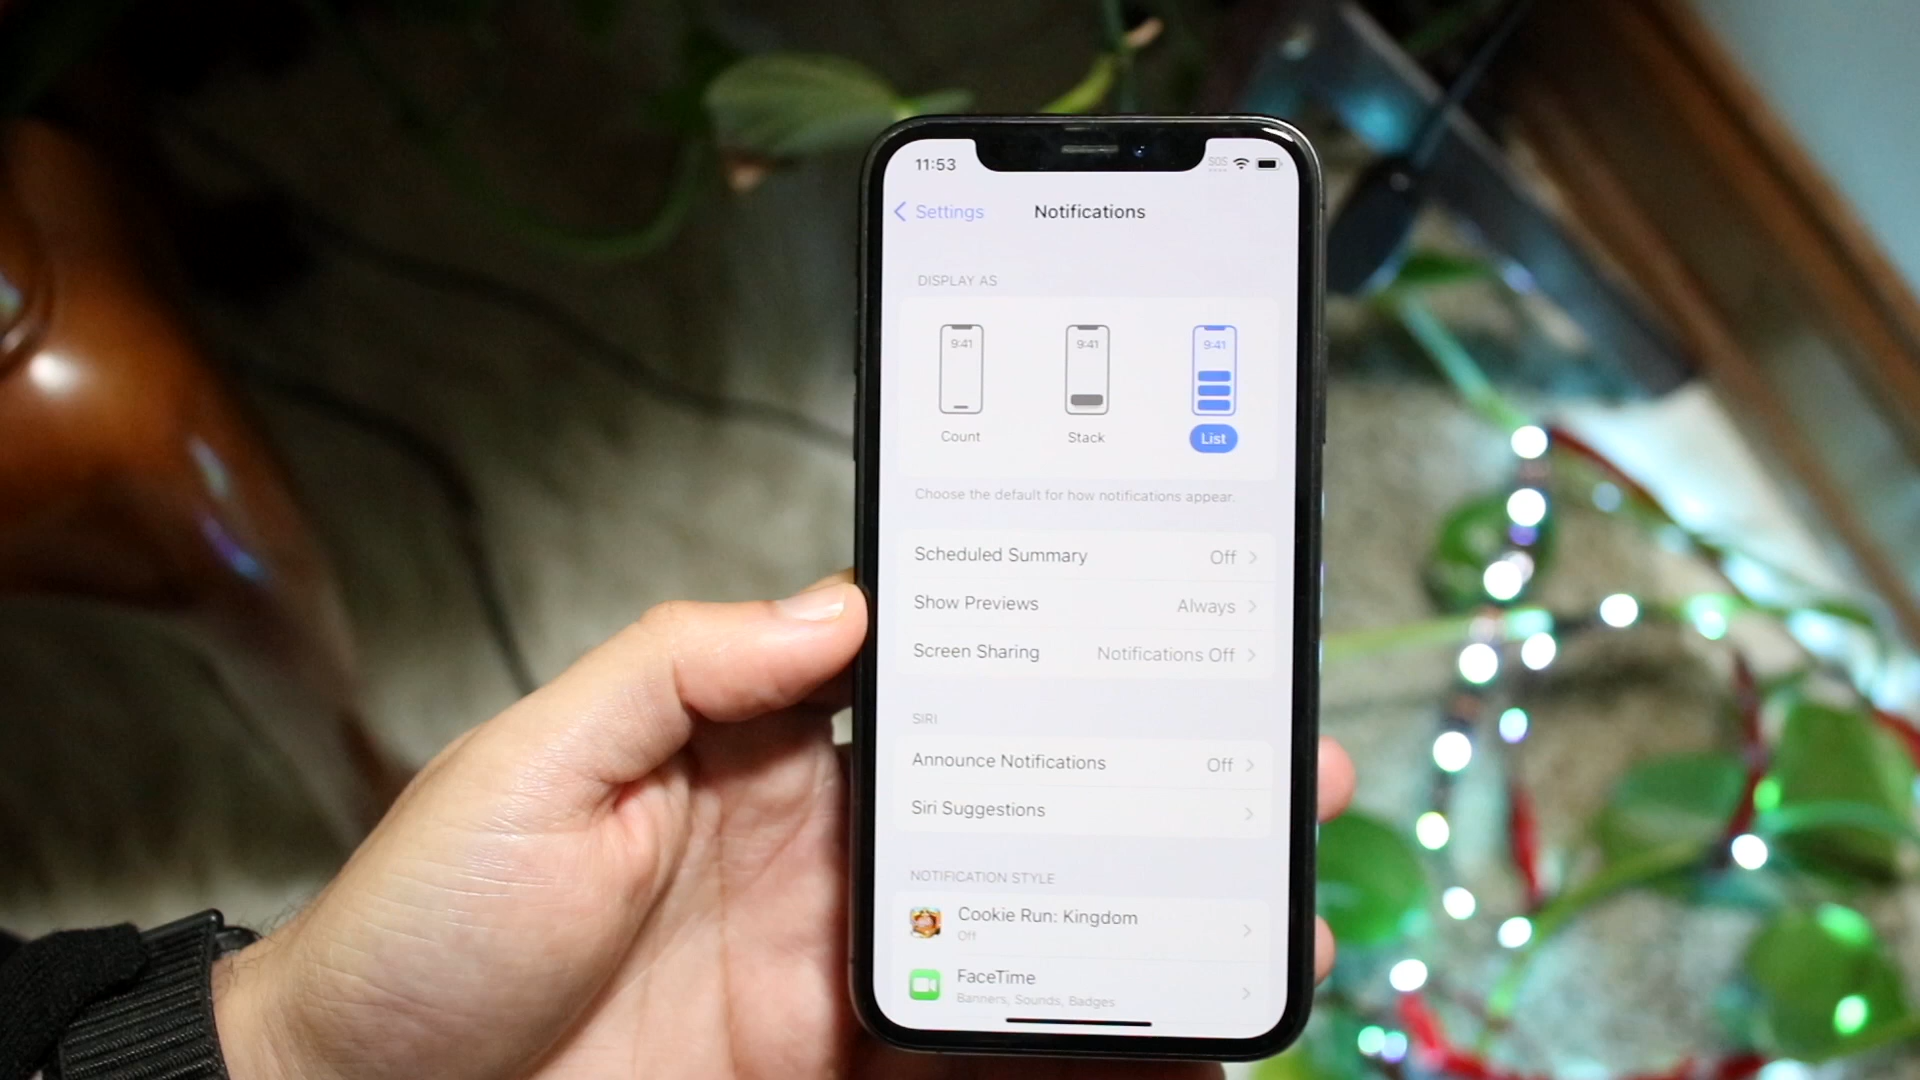 11:53 SOS
Settings Notifications
DISPLAY AS
9:41 9:41 9:41
Count Stack List
Choose the default for how notifications appear.
Scheduled Summary Off
Show Previews Always
Screen Sharing Notifications Off
SIRI
Announce Notifications Off
Siri Suggestions
NOTIFICATION STYLE
Cookie Run: Kingdom
Off
FaceTime
Banners, Sounds, Badges